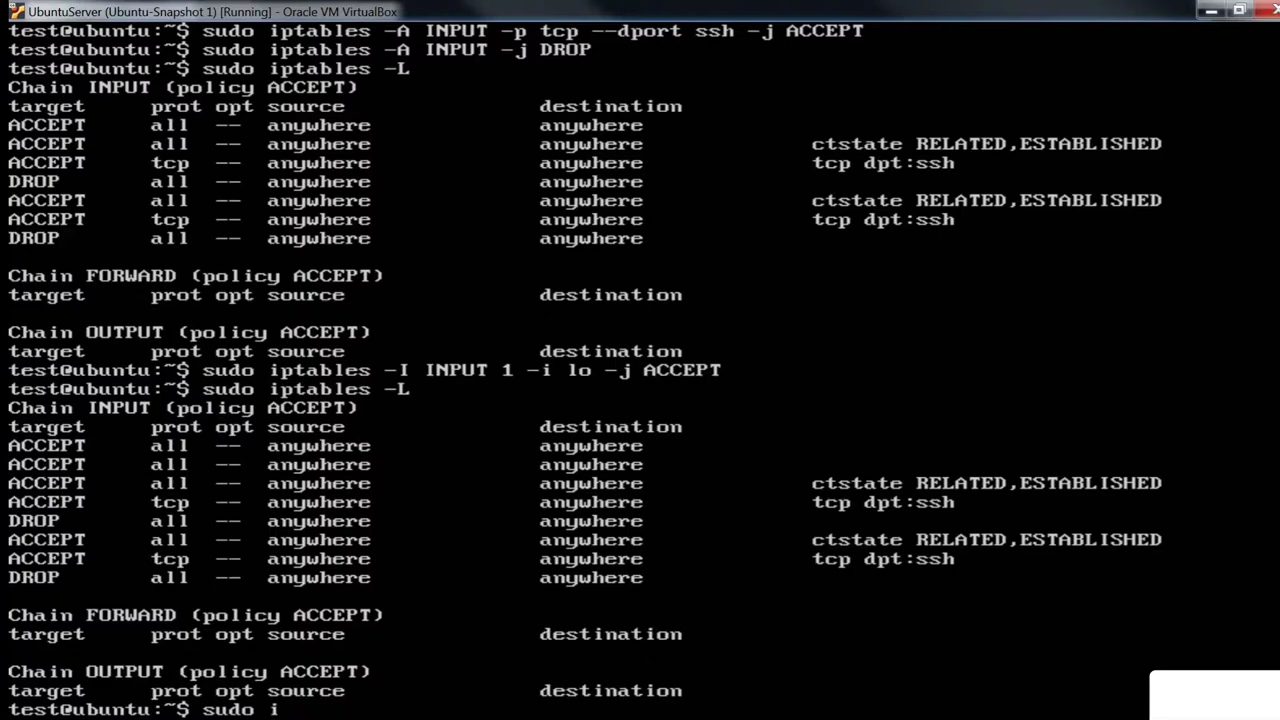 UbuntuServer (Ubuntu-Snapshot 1) [Running] - Oracle VM VirtualBox
test@ubuntu:~$ sudo iptables -A INPUT -p tcp --dport ssh -j ACCEPT
test@ubuntu:~$ sudo iptables -A INPUT -j DROP
test@ubuntu:~$ sudo iptables -L
Chain INPUT (policy ACCEPT)
target prot opt source destination
ACCEPT all -- anywhere anywhere
ACCEPT all -- anywhere anywhere ctstate RELATED,ESTABLISHED
ACCEPT tcp -- anywhere anywhere tcp dpt:ssh
DROP all -- anywhere anywhere
ACCEPT all -- anywhere anywhere ctstate RELATED,ESTABLISHED
ACCEPT tcp -- anywhere anywhere tcp dpt:ssh
DROP all -- anywhere anywhere
Chain FORWARD (policy ACCEPT)
target prot opt source destination
Chain OUTPUT (policy ACCEPT)
target prot opt source destination
test@ubuntu:~$ sudo iptables -I INPUT 1 -i lo -j ACCEPT
test@ubuntu:~$ sudo iptables -L
Chain INPUT (policy ACCEPT)
target prot opt source destination
ACCEPT all -- anywhere anywhere
ACCEPT all -- anywhere anywhere
ACCEPT all -- anywhere anywhere ctstate RELATED,ESTABLISHED
ACCEPT tcp -- anywhere anywhere tcp dpt:ssh
DROP all -- anywhere anywhere
ACCEPT all -- anywhere anywhere ctstate RELATED,ESTABLISHED
ACCEPT tcp -- anywhere anywhere tcp dpt:ssh
DROP all -- anywhere anywhere
Chain FORWARD (policy ACCEPT)
target prot opt source destination
Chain OUTPUT (policy ACCEPT)
target prot opt source destination
test@ubuntu:~$ sudo i